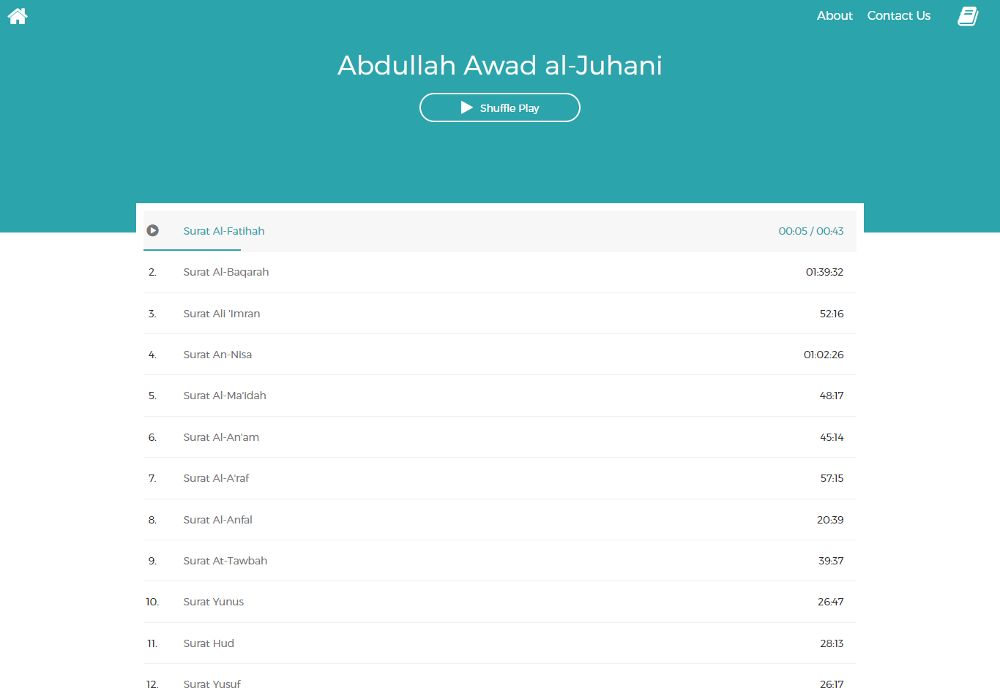 About Contact Us
Abdullah Awad al-Juhani
Shuffle Play
Surat Al-Fatihah 00:05 / 00:43
2. Surat Al-Baqarah 01:39:32
3. Surat Ali 'Imran 52:16
4. Surat An-Nisa 01:02:26
5. Surat Al-Ma'idah 48:17
6. Surat Al-An'am 45:14
7. Surat Al-A'raf 57:15
8. Surat Al-Anfal 20:39
9. Surat At-Tawbah 39:37
10. Surat Yunus 26:47
11. Surat Hud 28:13
12. Surat Yusuf 26:17